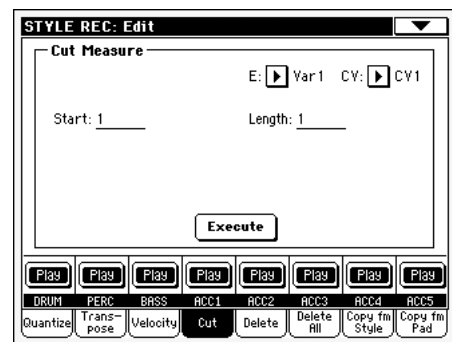 STYLE REC: Edit
Cut Measure
E: Var1 CV: CV1
Start: 1 Length: 1
Execute
Play Play Play Play Play Play Play Play
DRUM PERC BASS ACC1 ACC2 ACC3 ACC4 ACC5
Quantize Trans-pose Velocity Cut Delete Delete All Copy fm Style Copy fm Pad